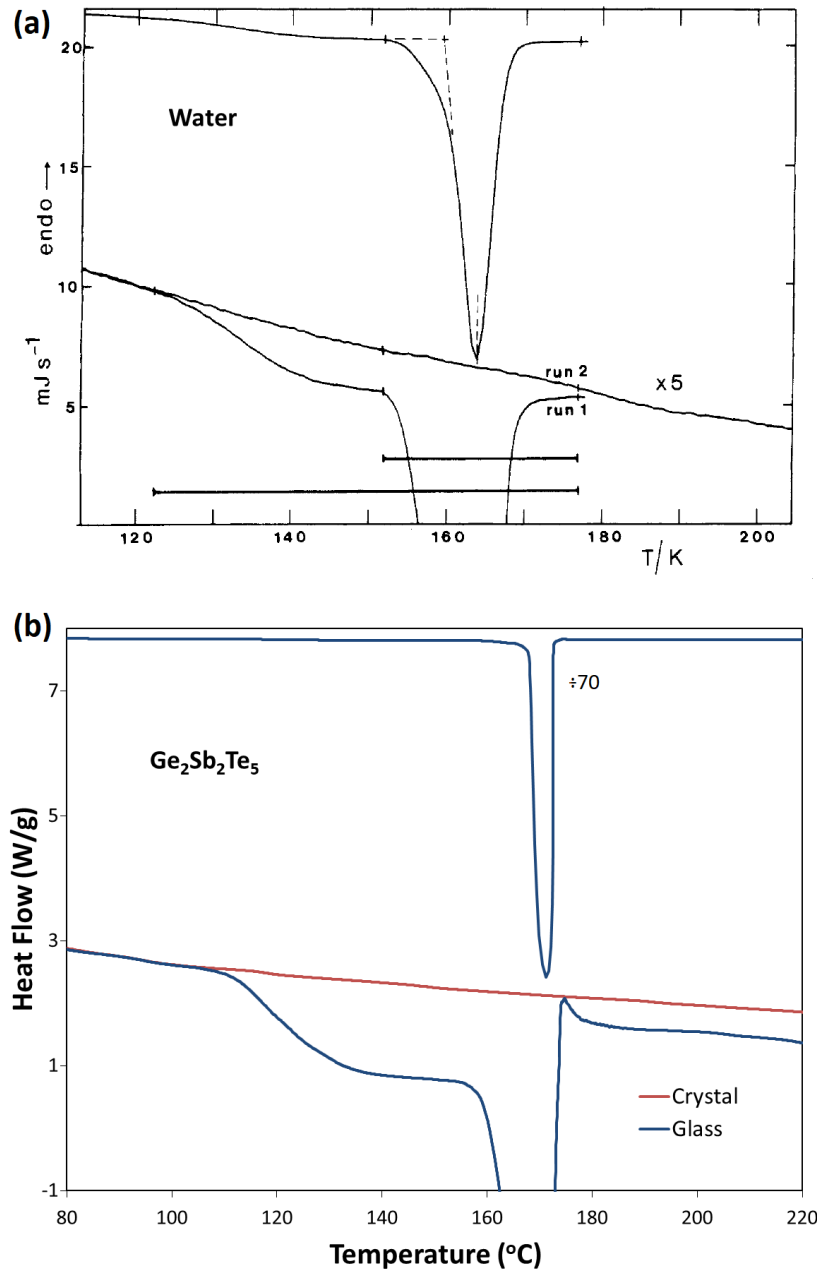 (a)
20
Water
15
endo →
10
mJ s⁻¹
run 2
x5
5
run 1
120
140
160
180
200
T/K
(b)
7
÷70
Ge₂Sb₂Te₅
5
Heat Flow (W/g)
3
1
Crystal
Glass
-1
80
100
120
140
160
180
200
220
Temperature (°C)